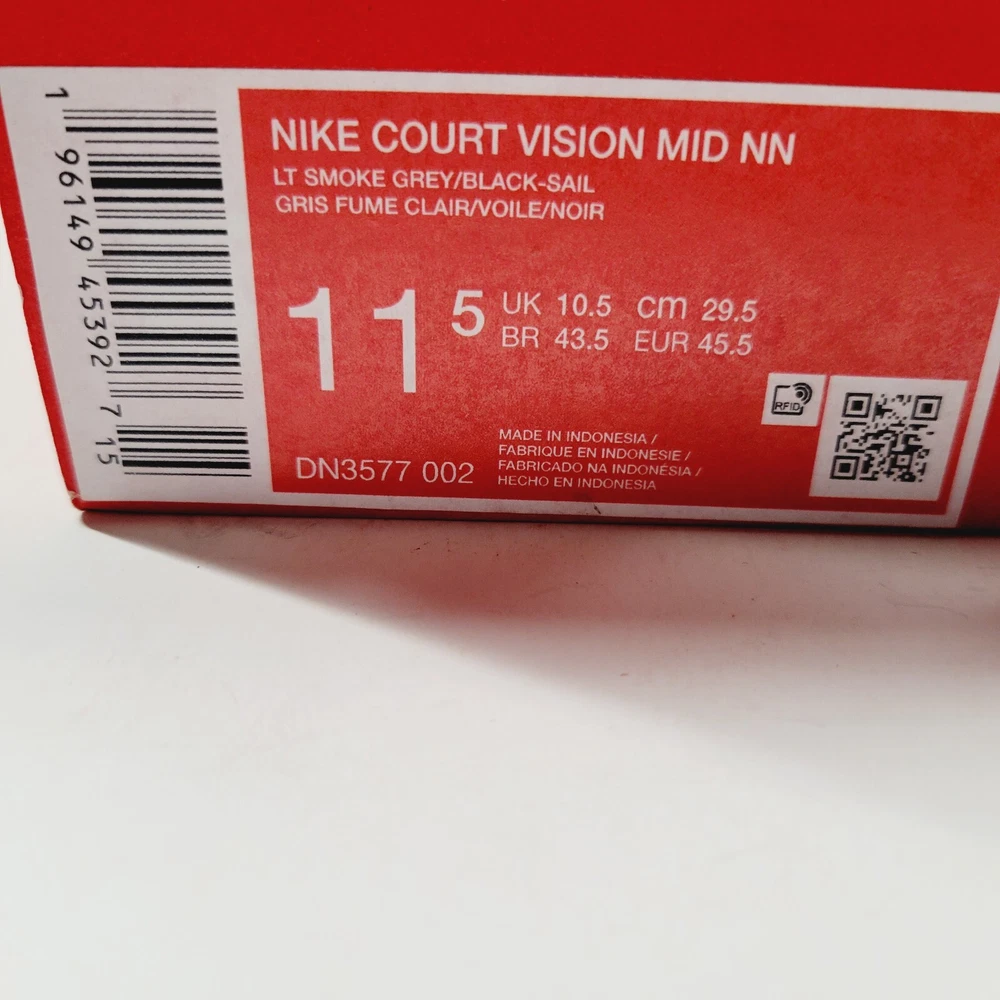 1 96149 45392 7 15
NIKE COURT VISION MID NN
LT SMOKE GREY/BLACK-SAIL
GRIS FUME CLAIR/VOILE/NOIR
11 5
UK 10.5 cm 29.5
BR 43.5 EUR 45.5
RFID
DN3577 002
MADE IN INDONESIA /
FABRIQUE EN INDONESIE /
FABRICADO NA INDONÉSIA /
HECHO EN INDONESIA